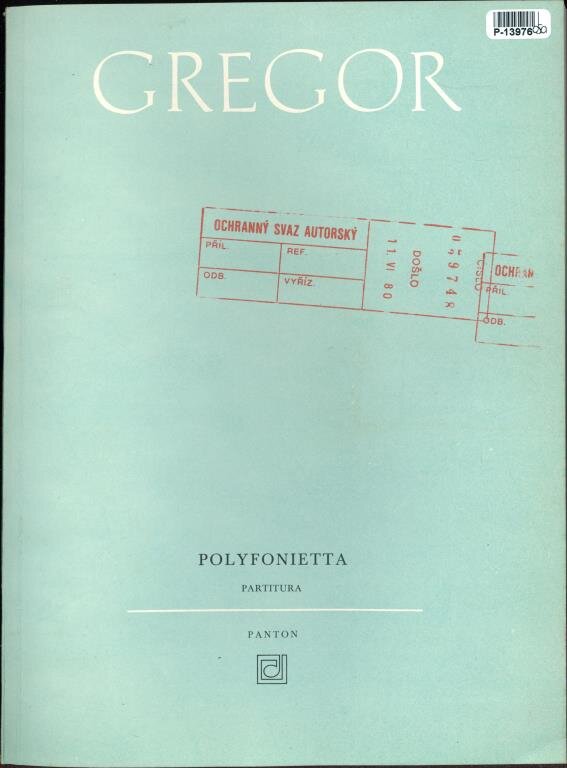 P-13976
GREGOR
OCHRANNÝ SVAZ AUTORSKÝ
PŘÍL.
REF.
ODB.
VYŘÍZ.
DOŠLO
11. VI 80
ČÍSLO
OCHRAN
PŘÍL.
ODB.
POLYFONIETTA
PARTITURA
PANTON